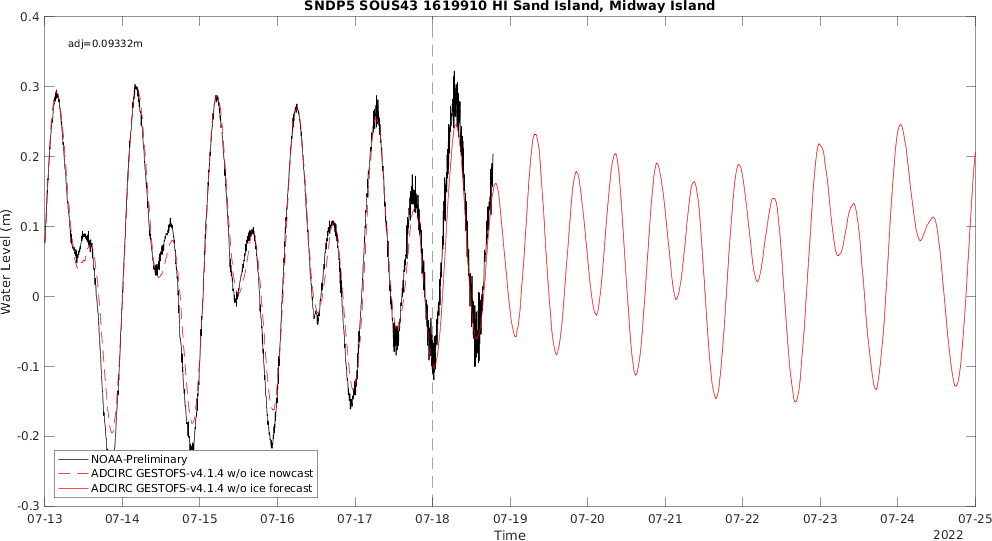 SNDP5 SOUS43 1619910 HI Sand Island, Midway Island
adj=0.09332m
0.4
0.3
0.2
0.1
0
-0.1
-0.2
-0.3
Water Level (m)
NOAA-Preliminary
ADCIRC GESTOFS-v4.1.4 w/o ice nowcast
ADCIRC GESTOFS-v4.1.4 w/o ice forecast
07-13 07-14 07-15 07-16 07-17 07-18 07-19 07-20 07-21 07-22 07-23 07-24 07-25
Time
2022